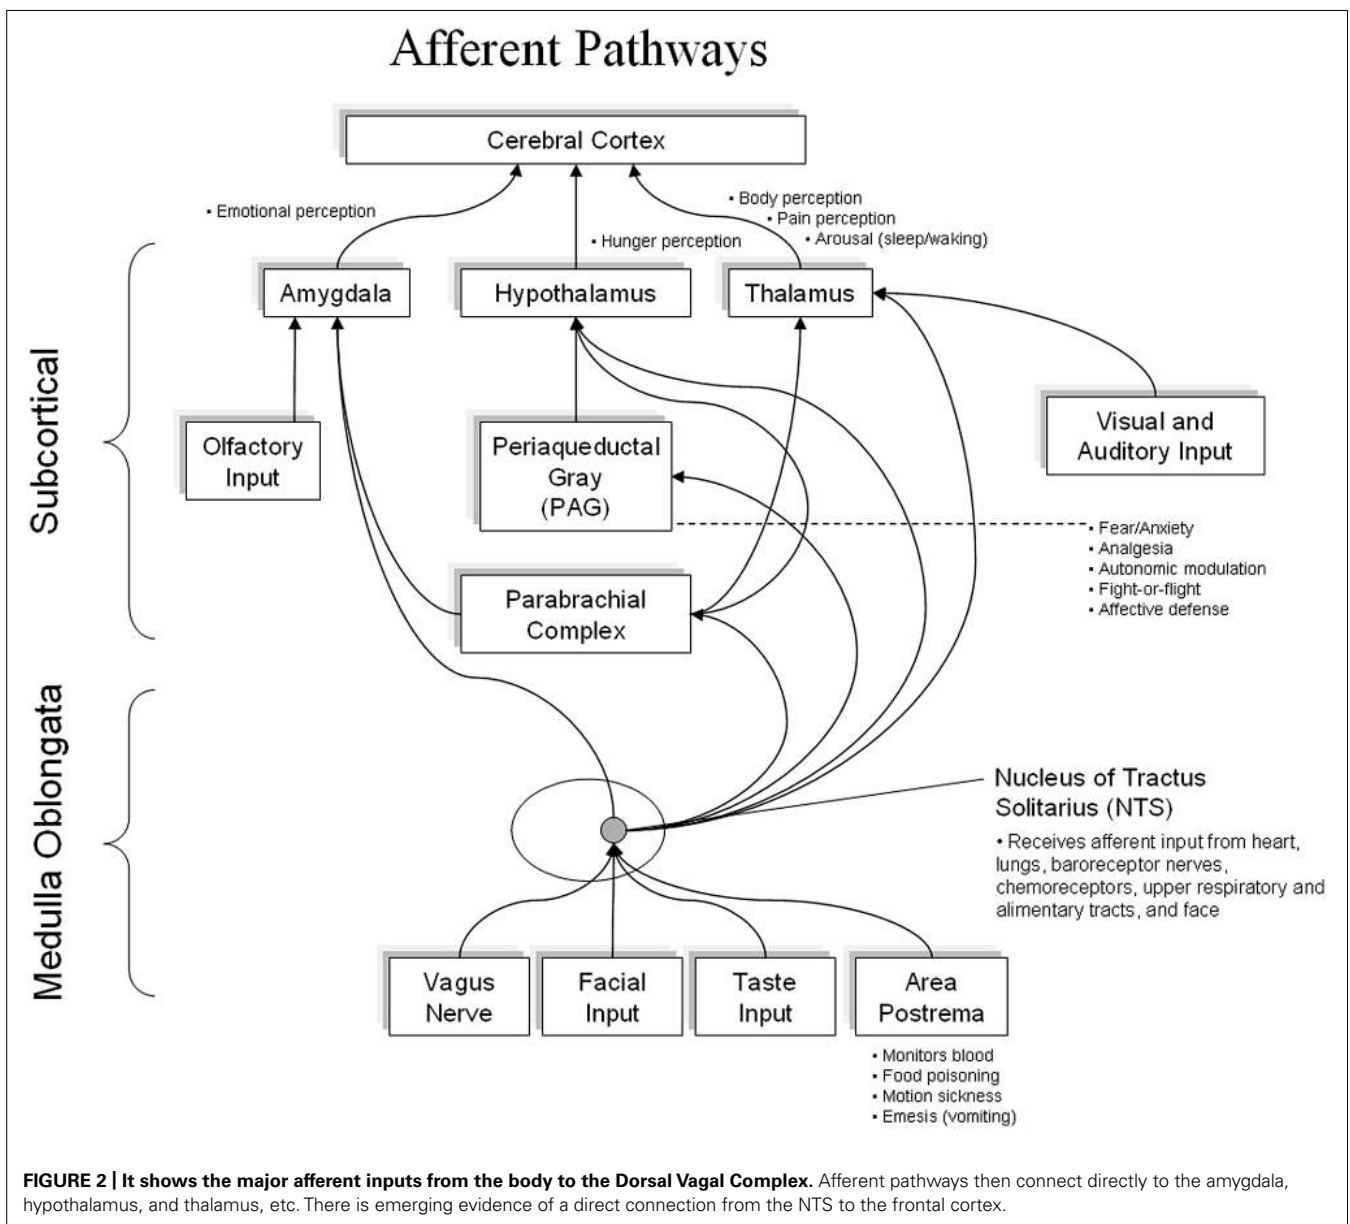 Afferent Pathways
Cerebral Cortex
▪ Emotional perception
▪ Hunger perception
▪ Body perception
▪ Pain perception
▪ Arousal (sleep/waking)
Subcortical
Amygdala
Hypothalamus
Thalamus
Olfactory
Input
Periaqueductal
Gray
(PAG)
Visual and
Auditory Input
▪ Fear/Anxiety
▪ Analgesia
▪ Autonomic modulation
▪ Fight-or-flight
▪ Affective defense
Parabrachial
Complex
Medulla Oblongata
Nucleus of Tractus
Solitarius (NTS)
• Receives afferent input from heart,
lungs, baroreceptor nerves,
chemoreceptors, upper respiratory and
alimentary tracts, and face
Vagus
Nerve
Facial
Input
Taste
Input
Area
Postrema
▪ Monitors blood
▪ Food poisoning
▪ Motion sickness
▪ Emesis (vomiting)
FIGURE 2 | It shows the major afferent inputs from the body to the Dorsal Vagal Complex. Afferent pathways then connect directly to the amygdala,
hypothalamus, and thalamus, etc. There is emerging evidence of a direct connection from the NTS to the frontal cortex.